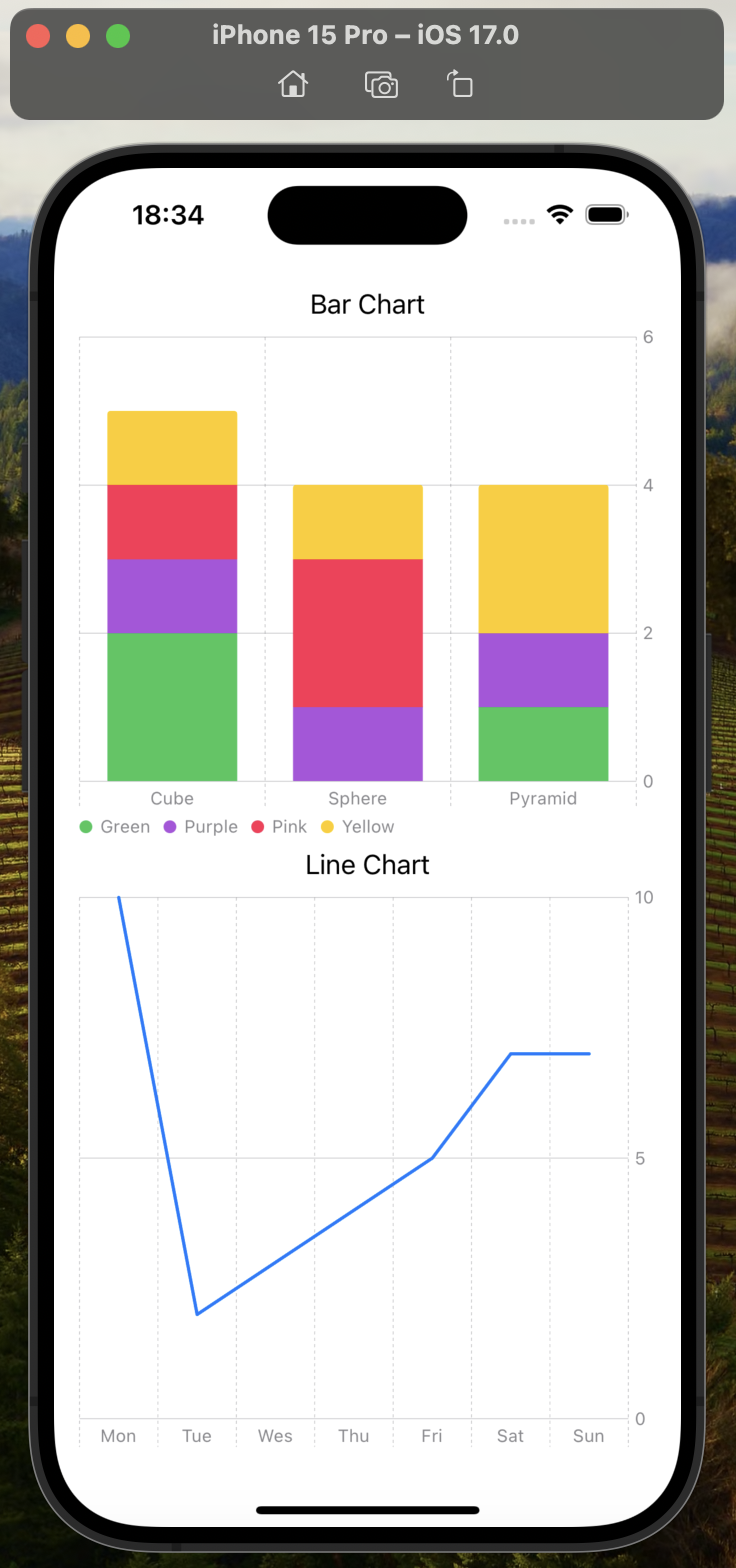 iPhone 15 Pro – iOS 17.0
18:34
Bar Chart
6
4
2
0
Cube Sphere Pyramid
Green Purple Pink Yellow
Line Chart
10
5
0
Mon Tue Wes Thu Fri Sat Sun